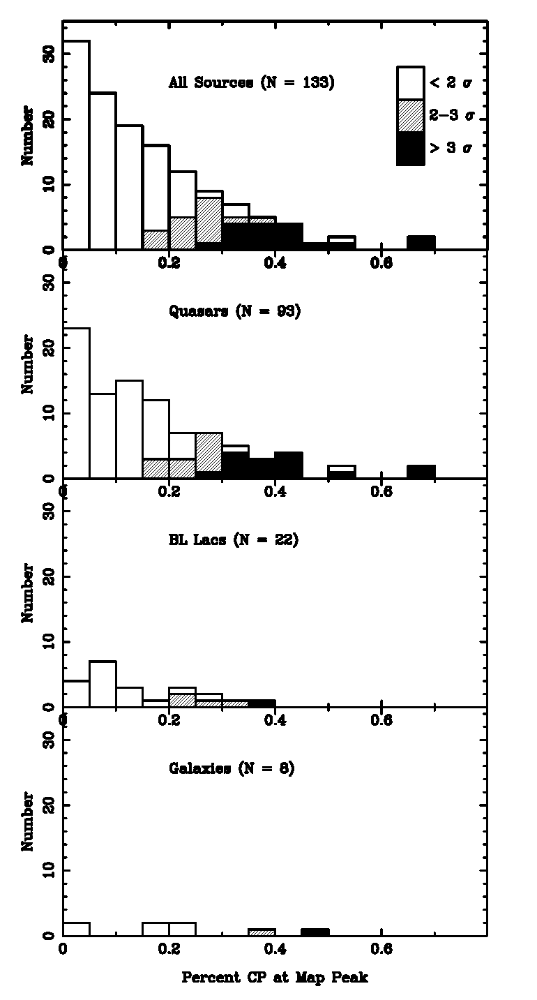 All Sources (N = 133)
< 2 σ
2-3 σ
> 3 σ
Number
0 10 20 30
0 0.2 0.4 0.6
Quasars (N = 93)
Number
0 10 20 30
0 0.2 0.4 0.6
BL Lacs (N = 22)
Number
0 10 20 30
0 0.2 0.4 0.6
Galaxies (N = 8)
Number
0 10 20 30
0 0.2 0.4 0.6
Percent CP at Map Peak